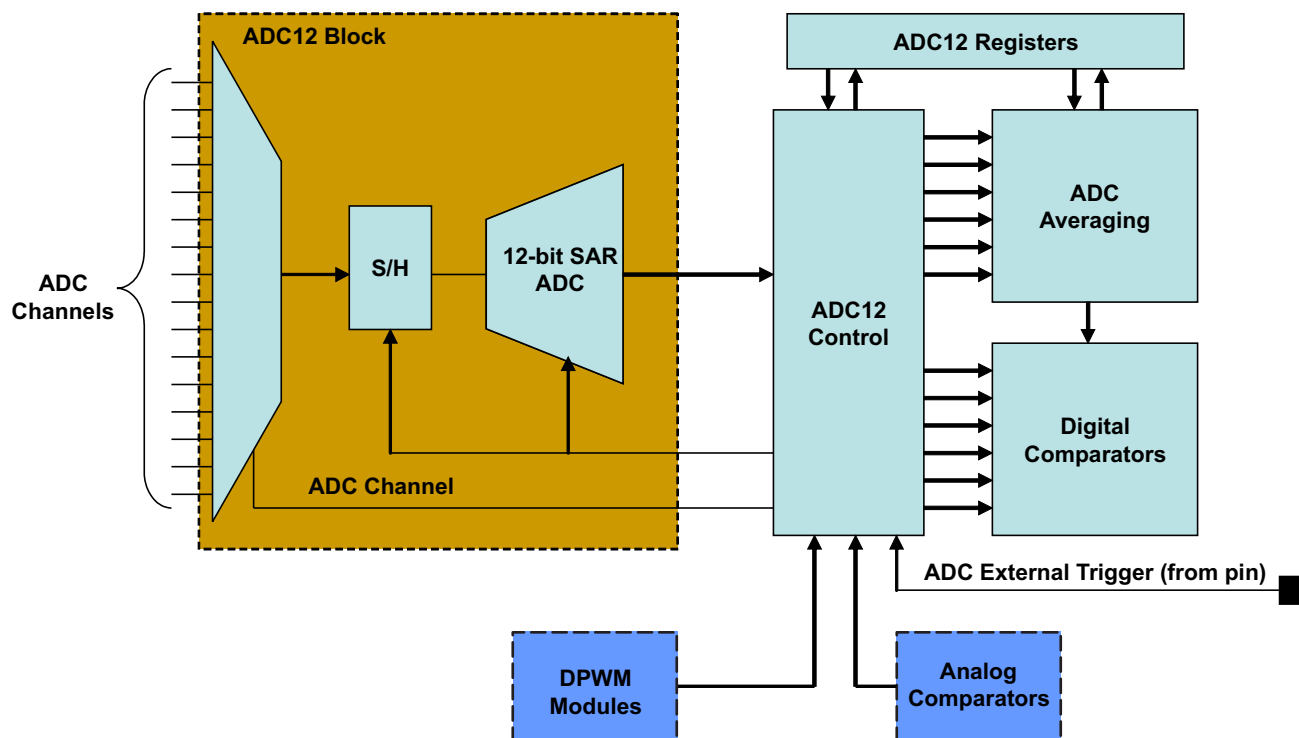 ADC12 Block
ADC12 Registers
ADC
Channels
S/H
12-bit SAR
ADC
ADC12
Control
ADC
Averaging
Digital
Comparators
ADC Channel
ADC External Trigger (from pin)
DPWM
Modules
Analog
Comparators